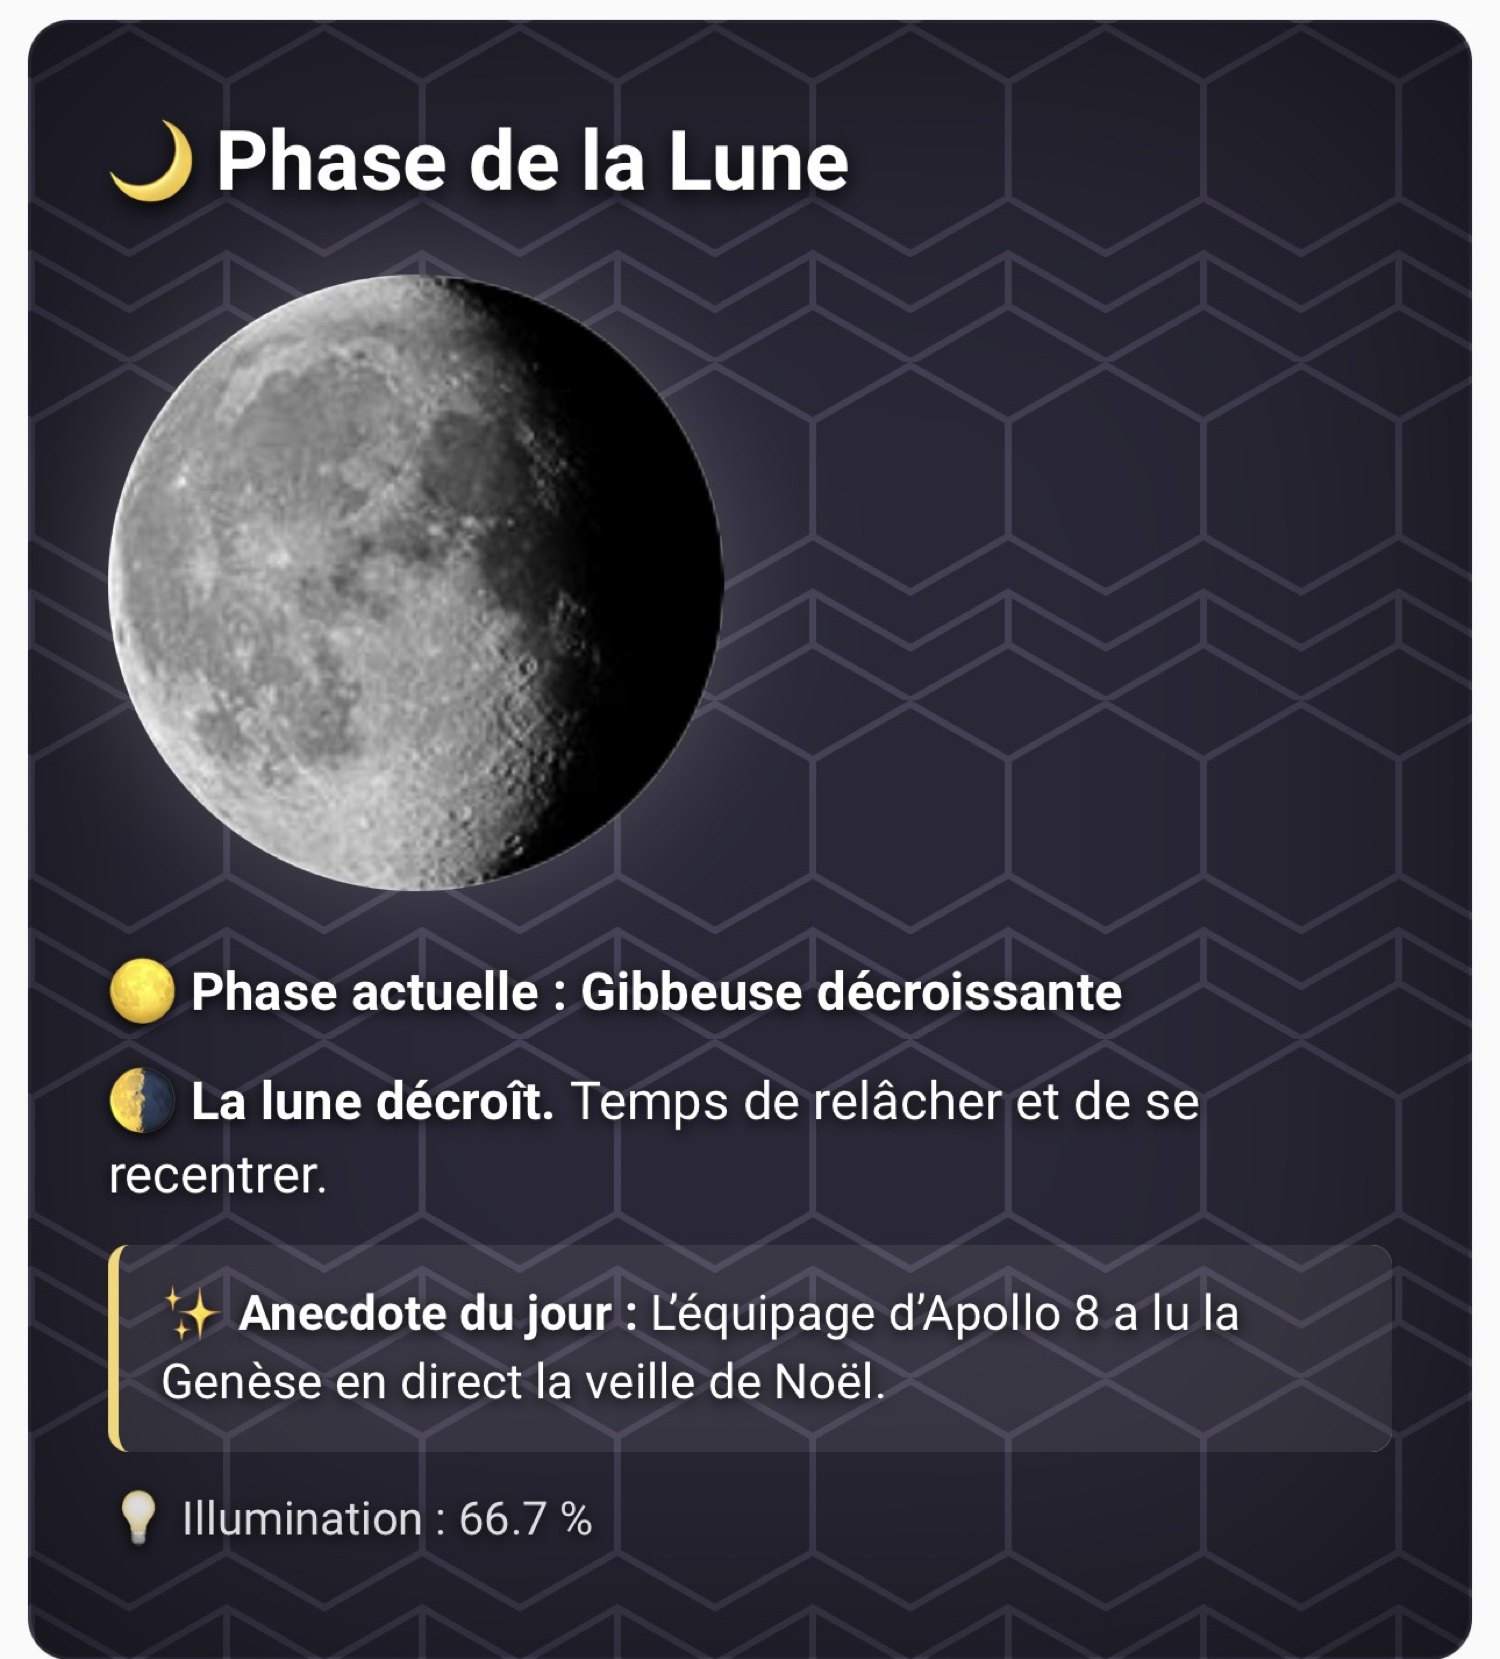 Phase de la Lune
Phase actuelle : Gibbeuse décroissante
La lune décroît. Temps de relâcher et de se
recentrer.
Anecdote du jour : L’équipage d’Apollo 8 a lu la
Genèse en direct la veille de Noël.
Illumination : 66.7 %